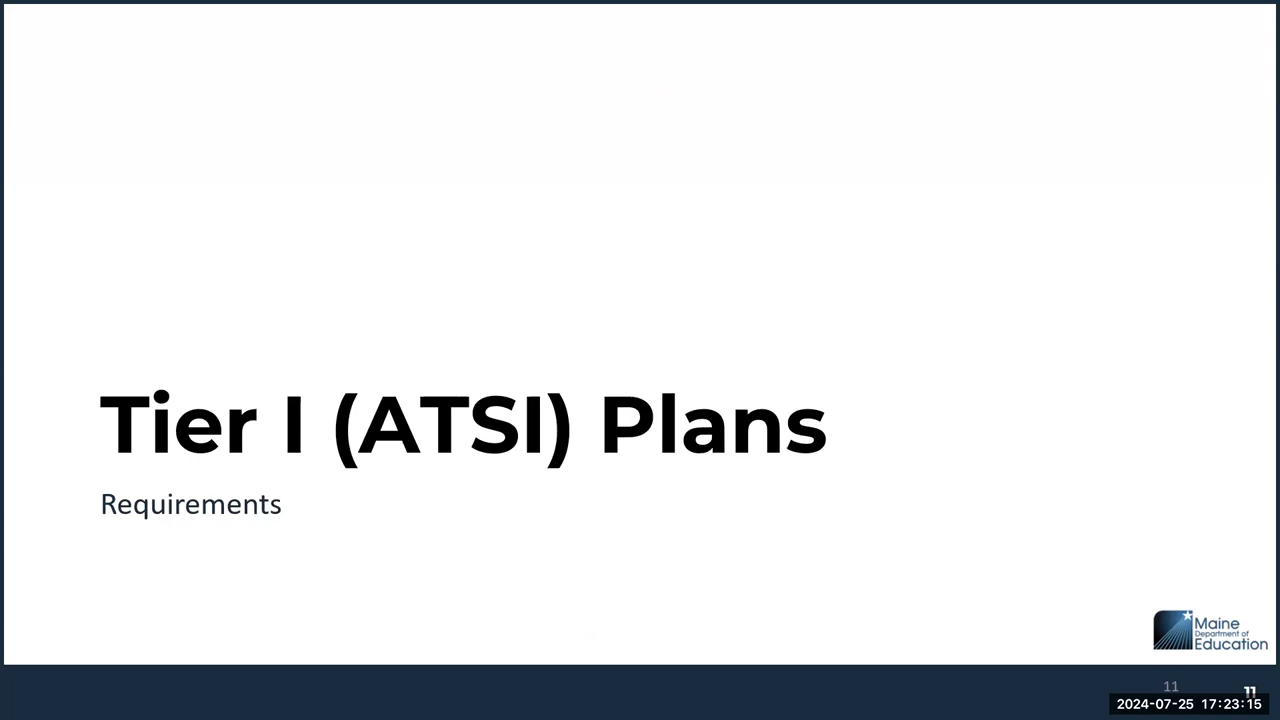 Tier I (ATSI) Plans
Requirements
Maine
Department of
Education
11
11
2024-07-25 17:23:15